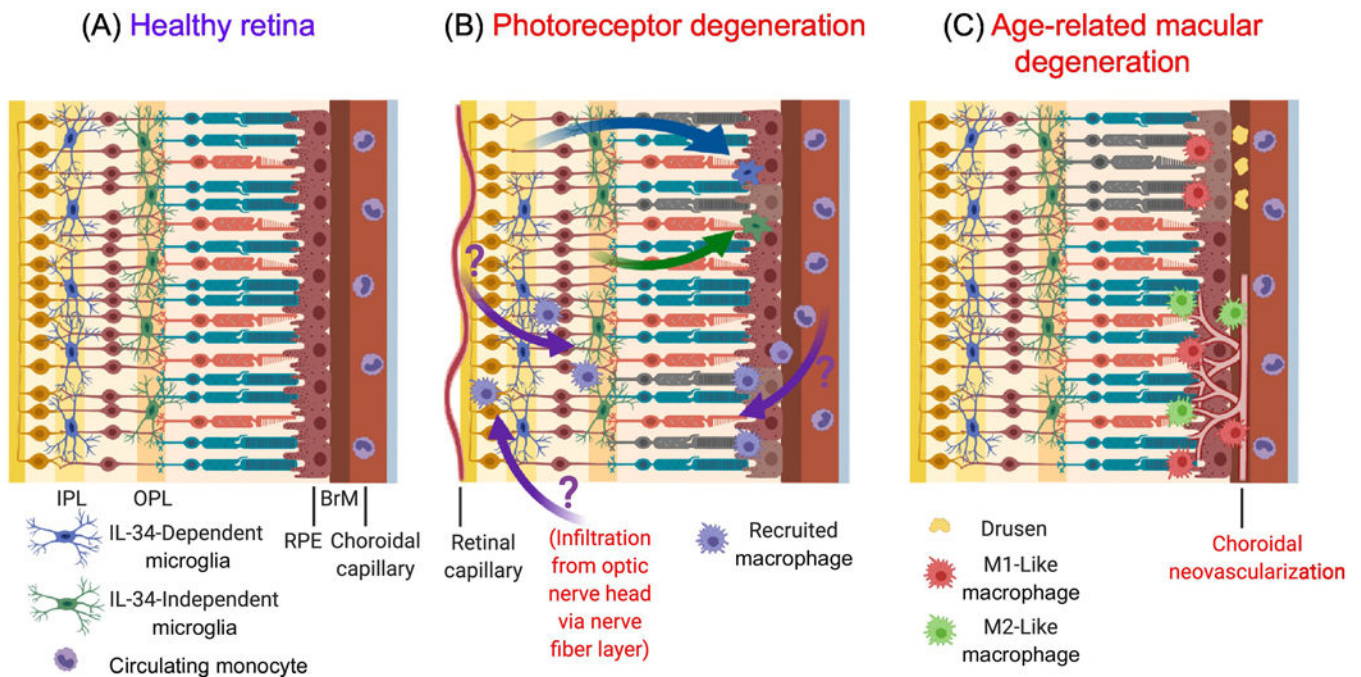 (A) Healthy retina
(B) Photoreceptor degeneration
(C) Age-related macular
degeneration
?
?
?
IPL
OPL
RPE
BrM
Choroidal
capillary
IL-34-Dependent
microglia
IL-34-Independent
microglia
Circulating monocyte
Retinal
capillary
(Infiltration
from optic
nerve head
via nerve
fiber layer)
Recruited
macrophage
Drusen
M1-Like
macrophage
M2-Like
macrophage
Choroidal
neovascularization